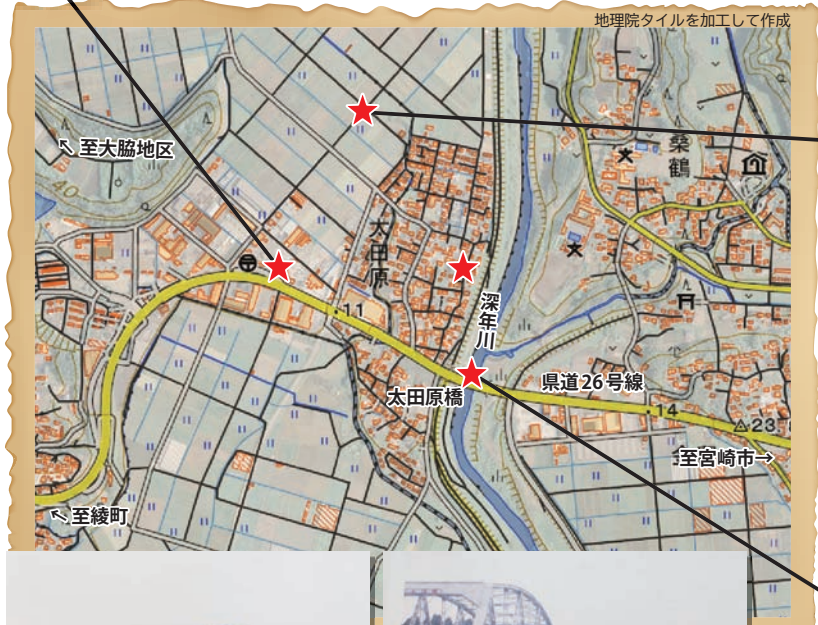 地理院タイルを加工して作成
桑鶴
↖至大脇地区
40
太田原
深年川
11
太田原橋
県道26号線
14
23
至宮崎市→
↖至綾町